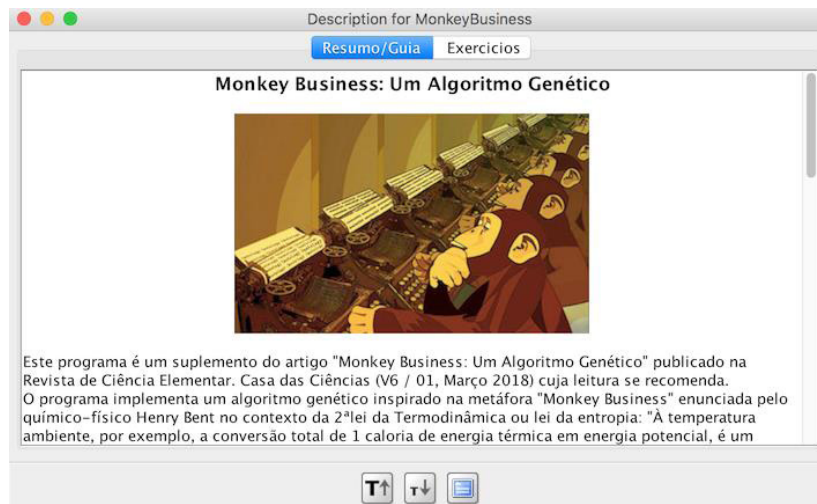 Description for MonkeyBusiness
Resumo/Guia Exercicios
Monkey Business: Um Algoritmo Genético
Este programa é um suplemento do artigo "Monkey Business: Um Algoritmo Genético" publicado na
Revista de Ciência Elementar. Casa das Ciências (V6 / 01, Março 2018) cuja leitura se recomenda.
O programa implementa um algoritmo genético inspirado na metáfora "Monkey Business" enunciada pelo
químico-físico Henry Bent no contexto da 2ªlei da Termodinâmica ou lei da entropia: "À temperatura
ambiente, por exemplo, a conversão total de 1 caloria de energia térmica em energia potencial, é um
T↑ T↓